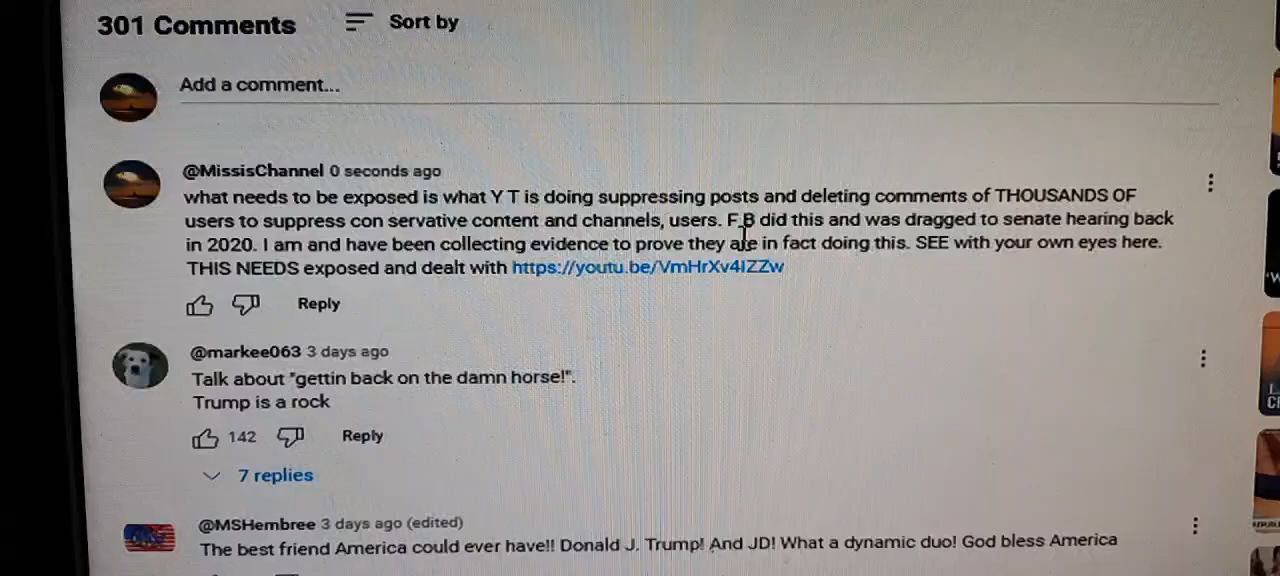 301 Comments
Sort by
Add a comment...
@MissisChannel 0 seconds ago
what needs to be exposed is what Y T is doing suppressing posts and deleting comments of THOUSANDS OF
users to suppress con servative content and channels, users. F B did this and was dragged to senate hearing back
in 2020. I am and have been collecting evidence to prove they are in fact doing this. SEE with your own eyes here.
THIS NEEDS exposed and dealt with https://youtu.be/VmHrXv4IZZw
Reply
@markee063 3 days ago
Talk about "gettin back on the damn horse!".
Trump is a rock
142
Reply
7 replies
@MSHembree 3 days ago (edited)
The best friend America could ever have!! Donald J. Trump! And JD! What a dynamic duo! God bless America